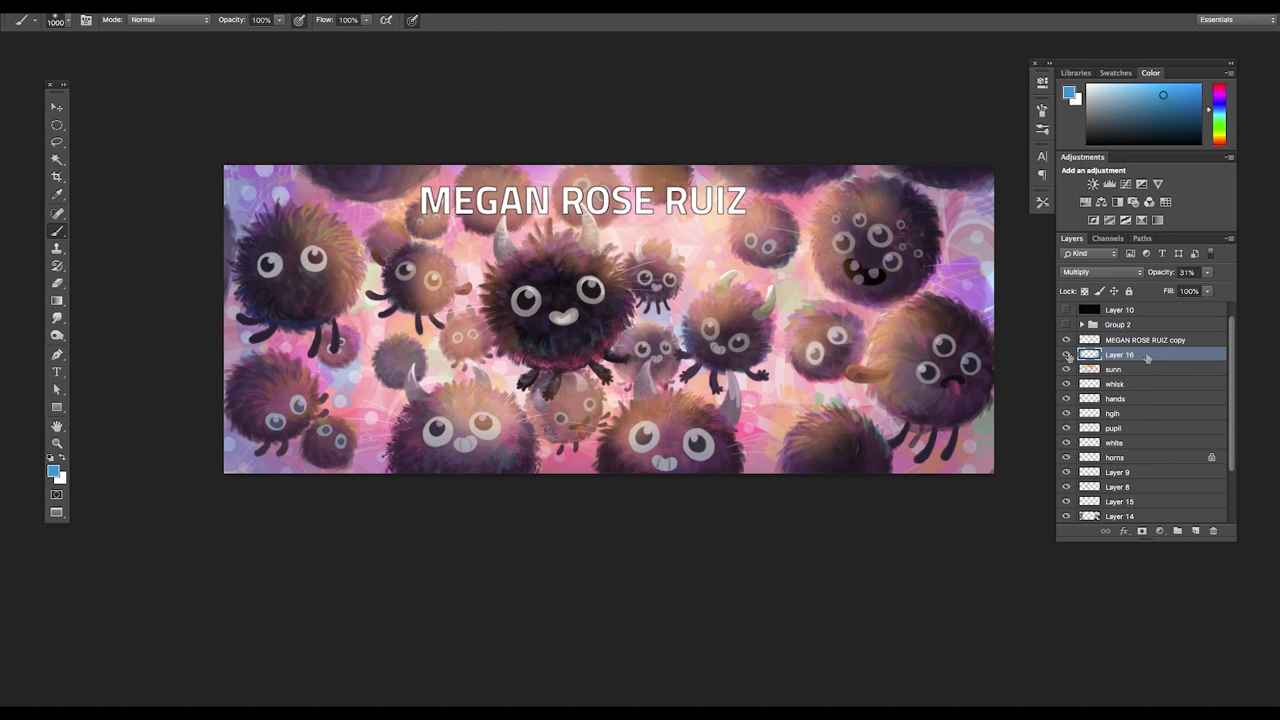 1000 Mode: Normal Opacity: 100% Flow: 100% Essentials
Libraries Swatches Color
MEGAN ROSE RUIZ
Adjustments
Add an adjustment
Layers Channels Paths
Kind
Multiply Opacity: 31%
Lock: Fill: 100%
Layer 10
Group 2
MEGAN ROSE RUIZ copy
Layer 16
sunn
whisk
hands
hgih
pupil
white
horns
Layer 9
Layer 8
Layer 15
Layer 14